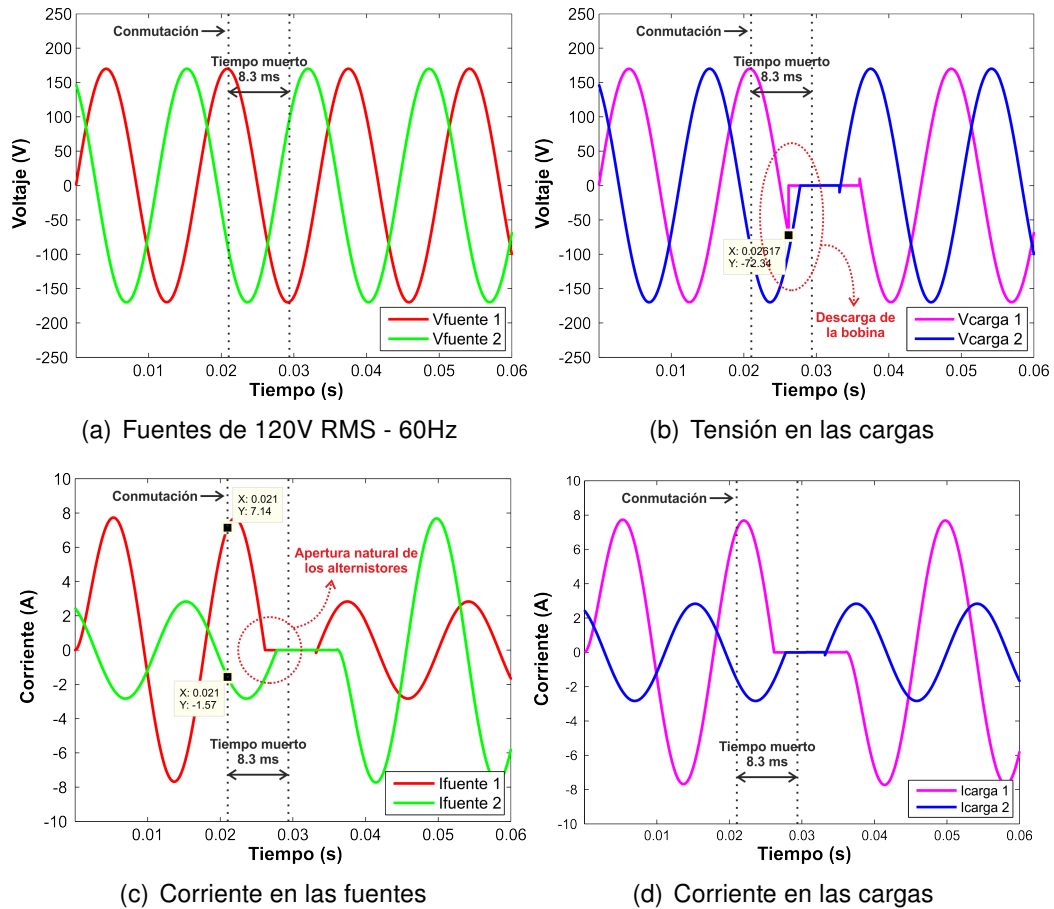 250
200
150
100
50
0
-50
-100
-150
-200
-250
Voltaje (V)
Conmutación
Tiempo muerto
8.3 ms
Vfuente 1
Vfuente 2
0.01
0.02
0.03
0.04
0.05
0.06
Tiempo (s)
(a) Fuentes de 120V RMS - 60Hz
250
200
150
100
50
0
-50
-100
-150
-200
-250
Voltaje (V)
Conmutación
Tiempo muerto
8.3 ms
X: 0.02617
Y: -72.34
Descarga de
la bobina
Vcarga 1
Vcarga 2
0.01
0.02
0.03
0.04
0.05
0.06
Tiempo (s)
(b) Tensión en las cargas
10
8
6
4
2
0
-2
-4
-6
-8
-10
Corriente (A)
Conmutación
X: 0.021
Y: 7.14
Apertura natural de
los alternistores
X: 0.021
Y: -1.57
Tiempo muerto
8.3 ms
Ifuente 1
Ifuente 2
0.01
0.02
0.03
0.04
0.05
0.06
Tiempo (s)
(c) Corriente en las fuentes
10
8
6
4
2
0
-2
-4
-6
-8
-10
Corriente (A)
Conmutación
Tiempo muerto
8.3 ms
Icarga 1
Icarga 2
0.01
0.02
0.03
0.04
0.05
0.06
Tiempo (s)
(d) Corriente en las cargas